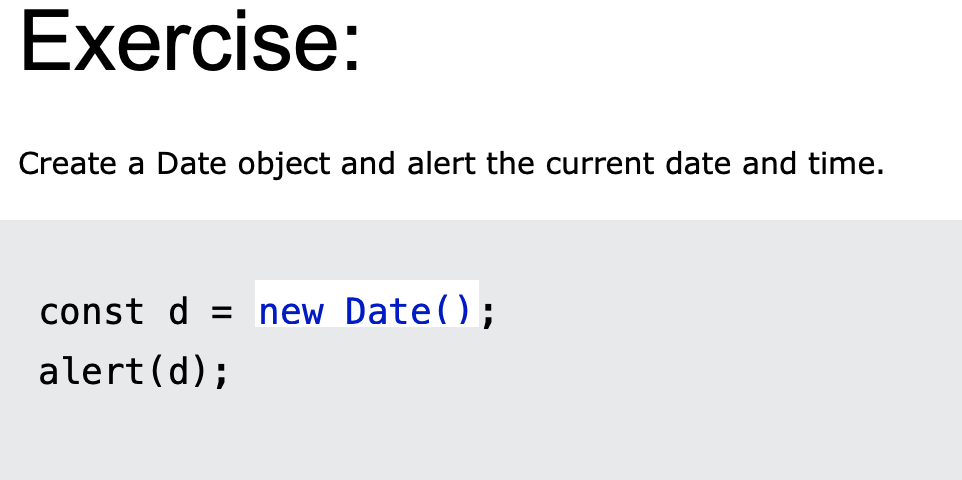 Exercise:
Create a Date object and alert the current date and time.
const d = new Date();
alert(d);